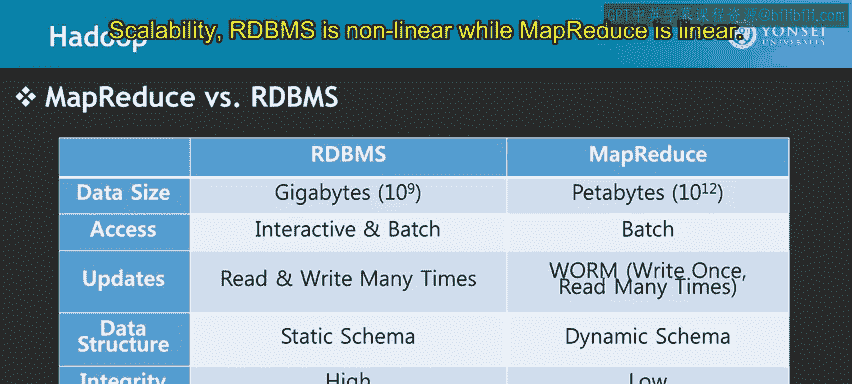 Scalability, RDBMS is non-linear while MapReduce is linear.
Hadoop
YONSEI
UNIVERSITY
❖ MapReduce vs. RDBMS
RDBMS MapReduce
Data Size Gigabytes (10⁹) Petabytes (10¹²)
Access Interactive & Batch Batch
Updates Read & Write Many Times WORM (Write Once,
Read Many Times)
Data
Structure Static Schema Dynamic Schema
Integrity High Low